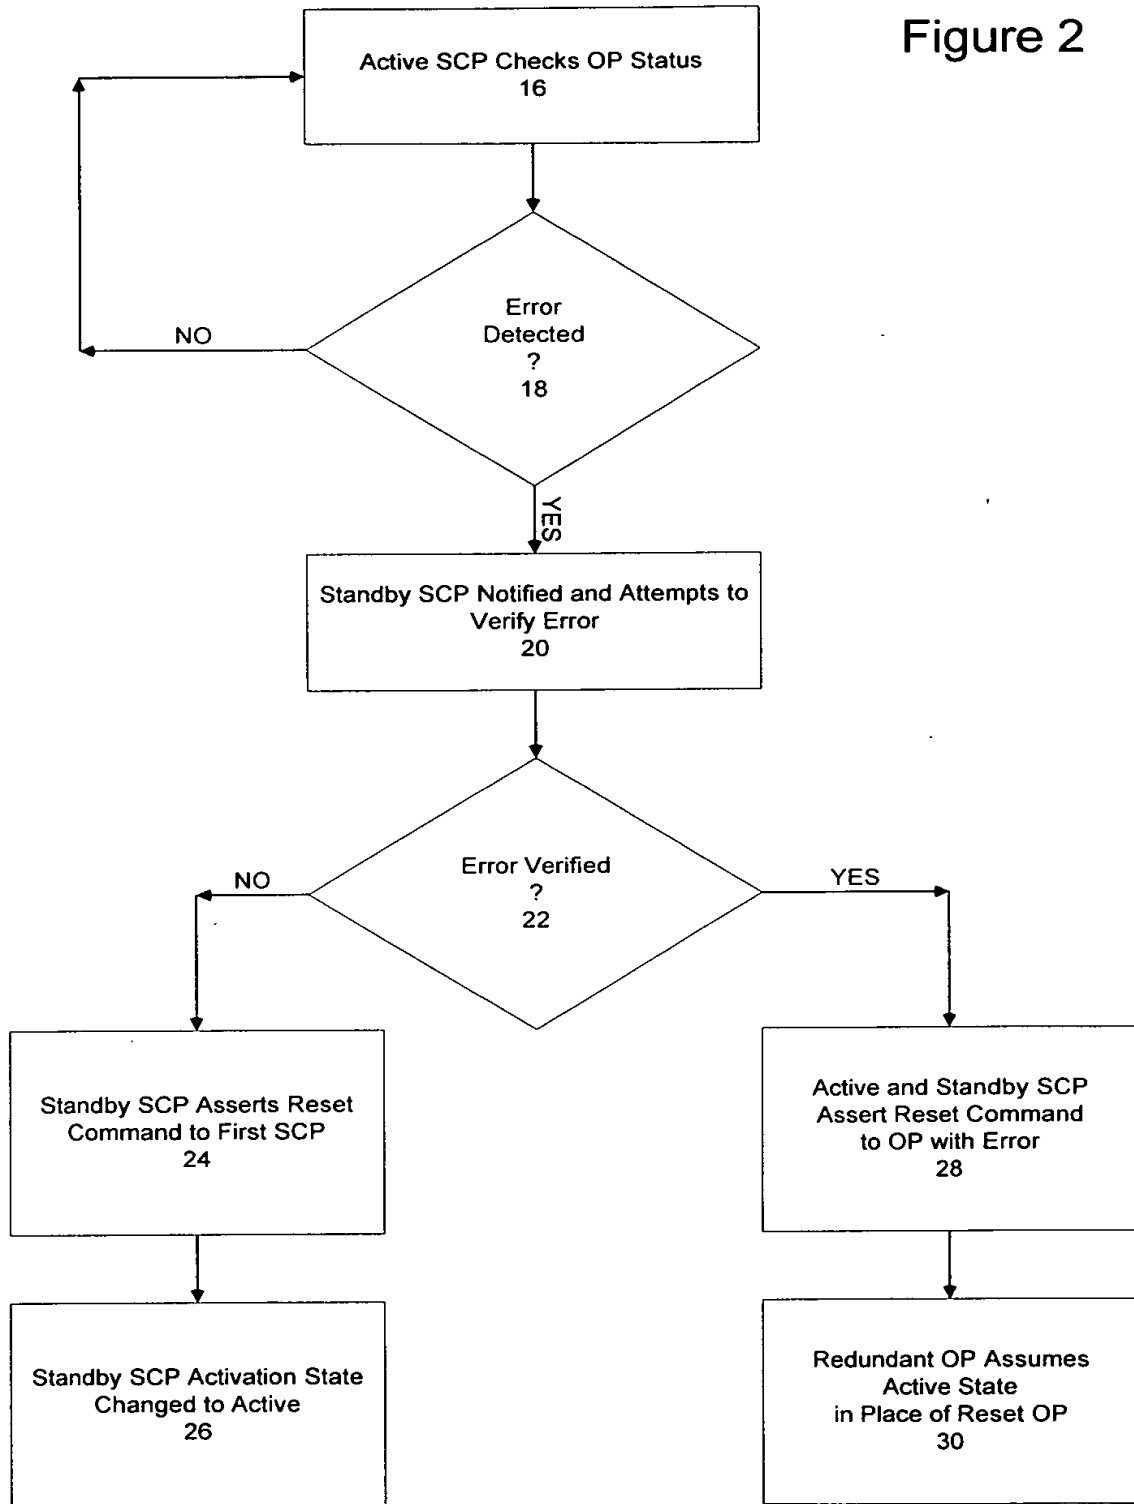 Figure 2
Active SCP Checks OP Status
16
Error
Detected
?
18
NO
YES
Standby SCP Notified and Attempts to
Verify Error
20
Error Verified
?
22
NO
YES
Standby SCP Asserts Reset
Command to First SCP
24
Active and Standby SCP
Assert Reset Command
to OP with Error
28
Standby SCP Activation State
Changed to Active
26
Redundant OP Assumes
Active State
in Place of Reset OP
30